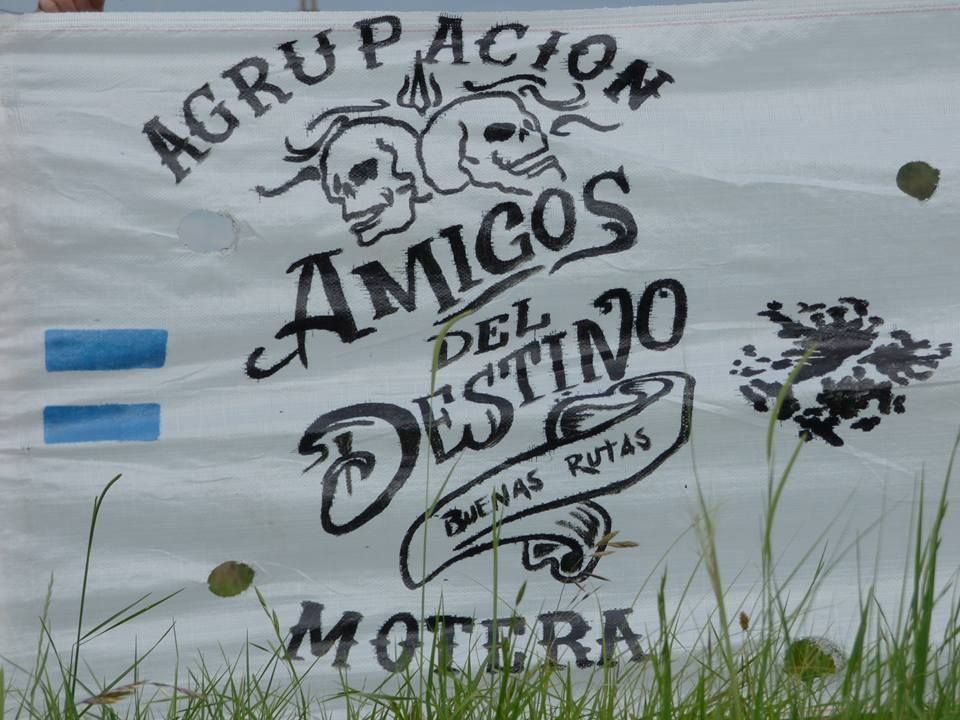 AGRUPACION
AMIGOS
DEL
DESTINO
BUENAS RUTAS
MOTERA